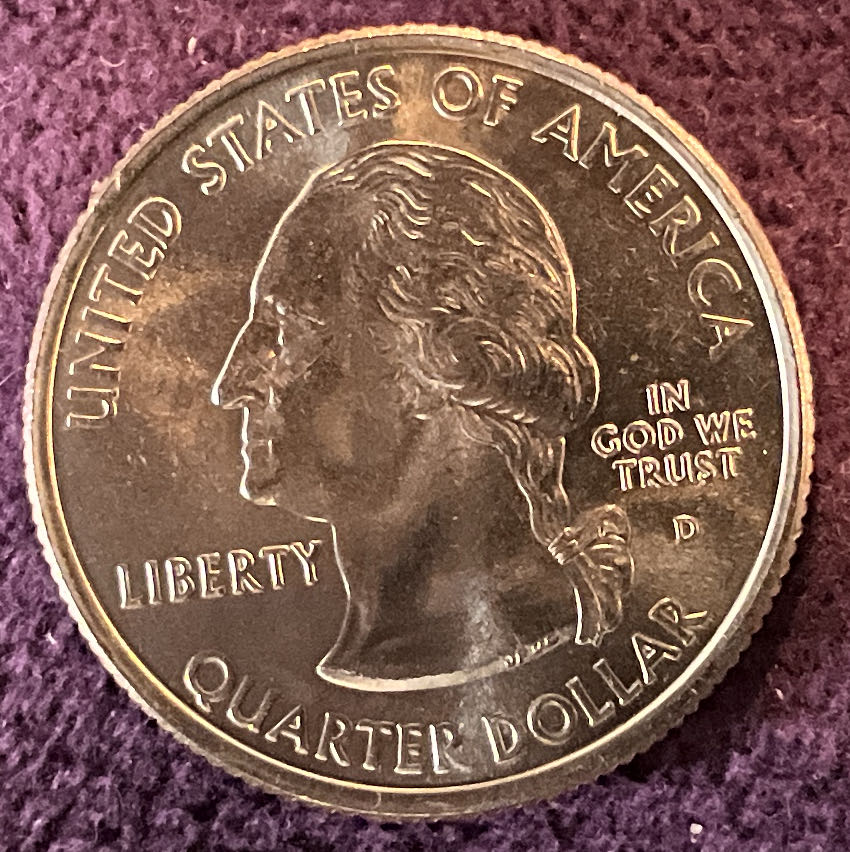 UNITED STATES OF AMERICA
IN
GOD WE
TRUST
D
LIBERTY
QUARTER DOLLAR